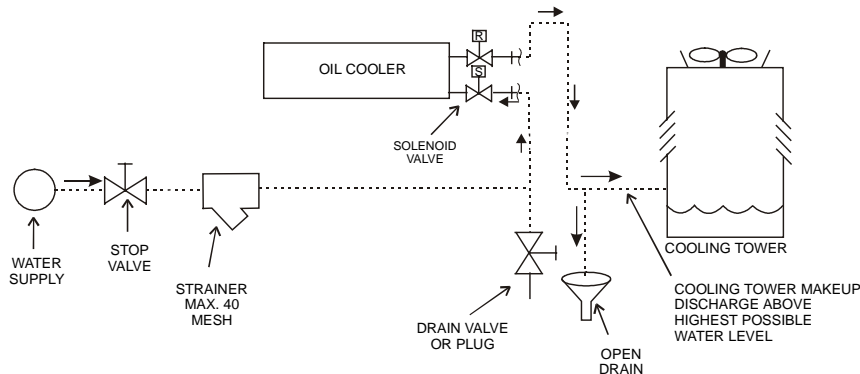 R
OIL COOLER
S
SOLENOID
VALVE
WATER
SUPPLY
STOP
VALVE
STRAINER
MAX. 40
MESH
DRAIN VALVE
OR PLUG
OPEN
DRAIN
COOLING TOWER
COOLING TOWER MAKEUP
DISCHARGE ABOVE
HIGHEST POSSIBLE
WATER LEVEL